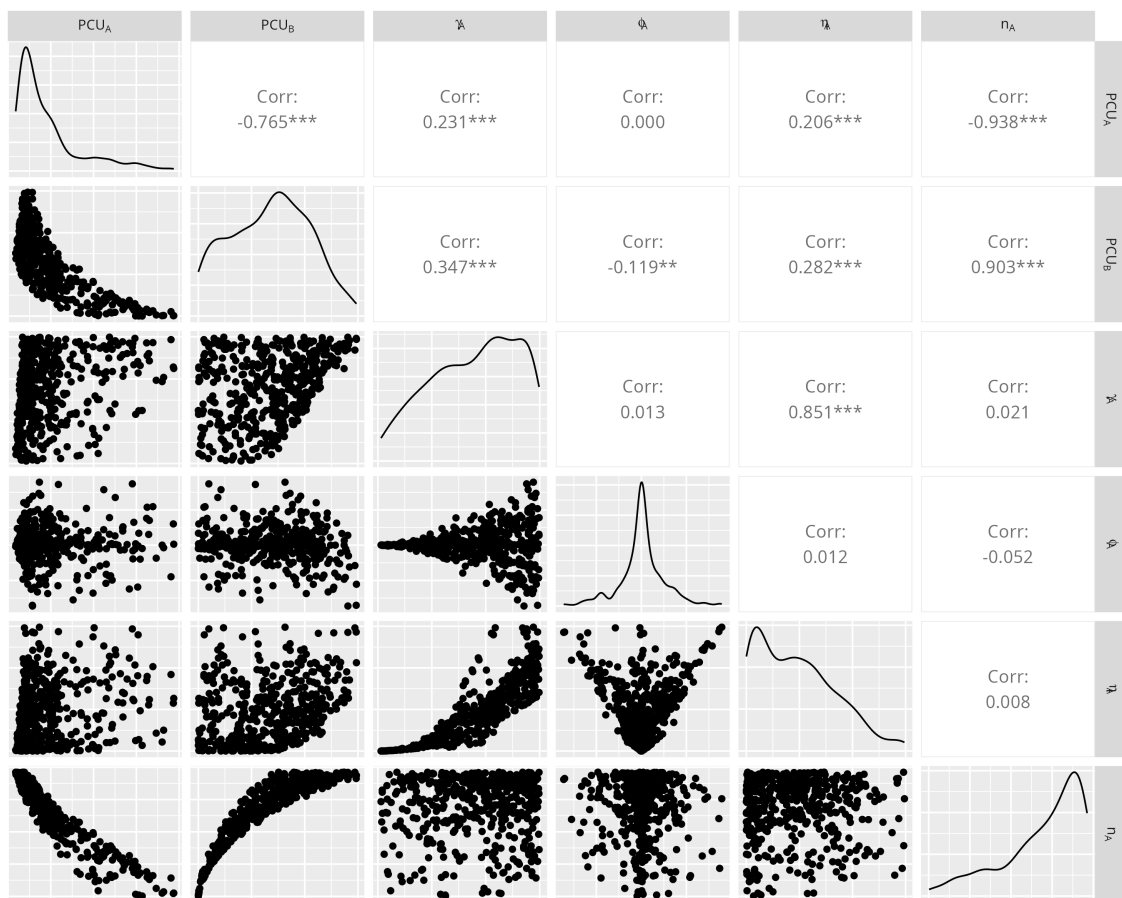 PCU_A PCU_B γ_A ϕ_A η_A n_A
Corr: Corr: Corr: Corr: Corr:
-0.765*** 0.231*** 0.000 0.206*** -0.938***
PCU_A
Corr: Corr: Corr: Corr:
0.347*** -0.119** 0.282*** 0.903***
PCU_B
Corr: Corr: Corr:
0.013 0.851*** 0.021
γ_A
Corr: Corr:
0.012 -0.052
ϕ_A
Corr:
0.008
η_A
n_A